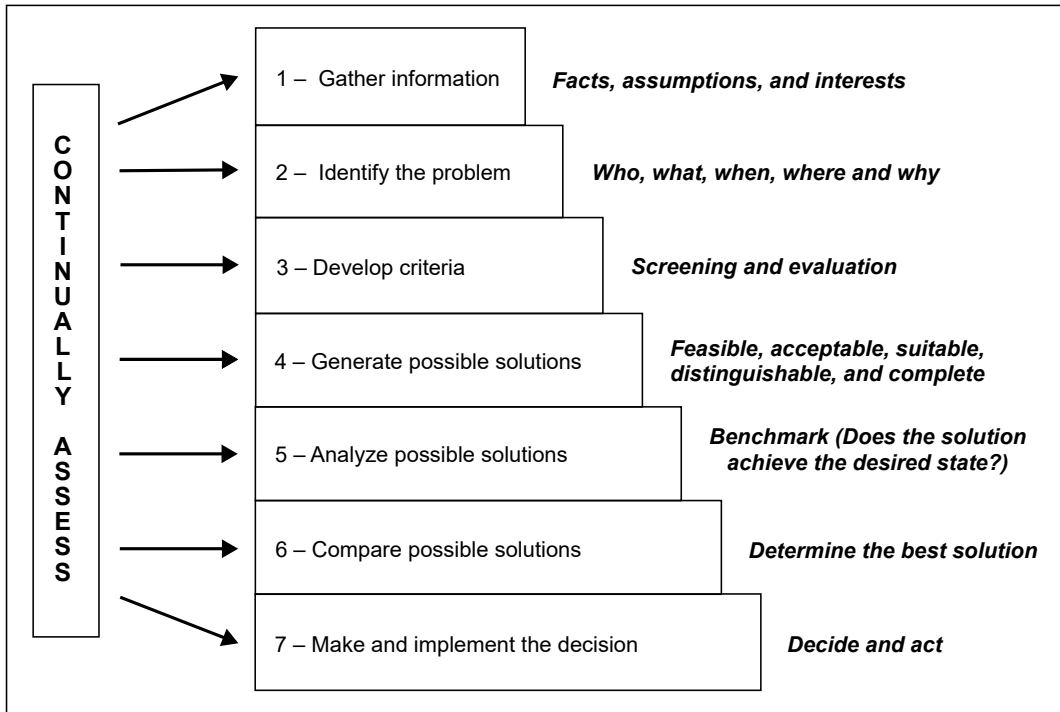 CONTINUALLY ASSESS
1 – Gather information
Facts, assumptions, and interests
2 – Identify the problem
Who, what, when, where and why
3 – Develop criteria
Screening and evaluation
4 – Generate possible solutions
Feasible, acceptable, suitable,
distinguishable, and complete
5 – Analyze possible solutions
Benchmark (Does the solution
achieve the desired state?)
6 – Compare possible solutions
Determine the best solution
7 – Make and implement the decision
Decide and act